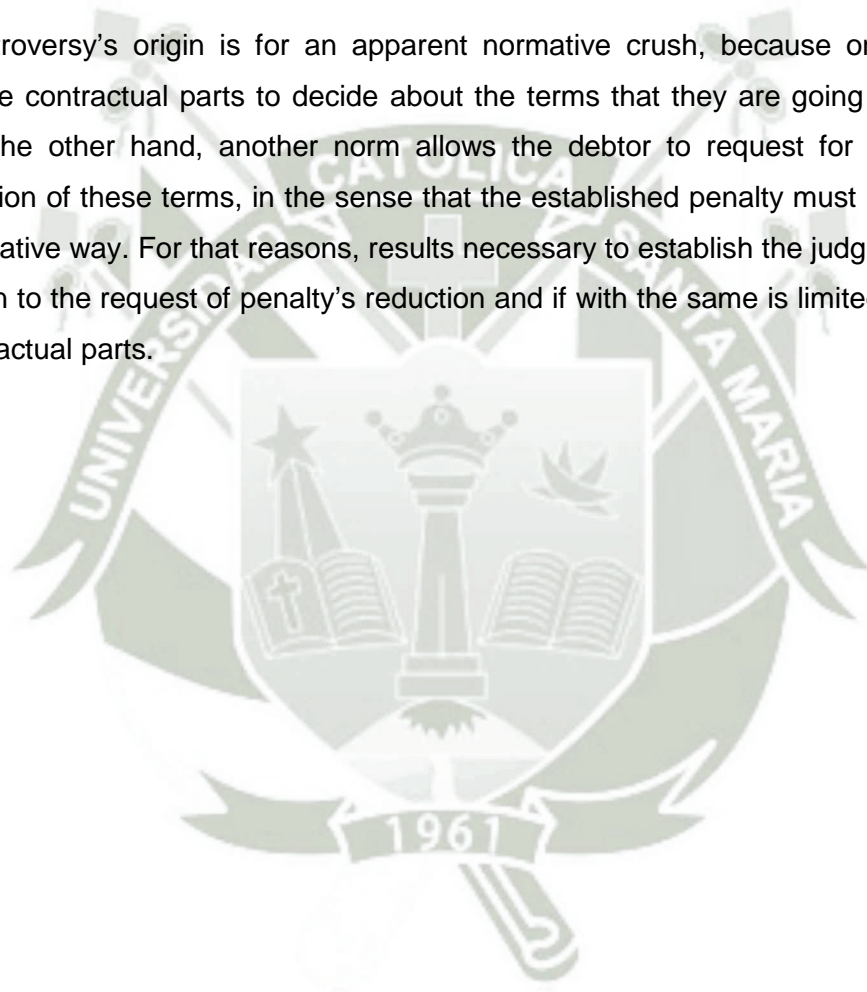 troversy's origin is for an apparent normative crush, because or
e contractual parts to decide about the terms that they are going
he other hand, another norm allows the debtor to request for
ion of these terms, in the sense that the established penalty must
ative way. For that reasons, results necessary to establish the judg
n to the request of penalty's reduction and if with the same is limite
actual parts.
UNIVERSIDAD CATOLICA SANTA MARIA
1961